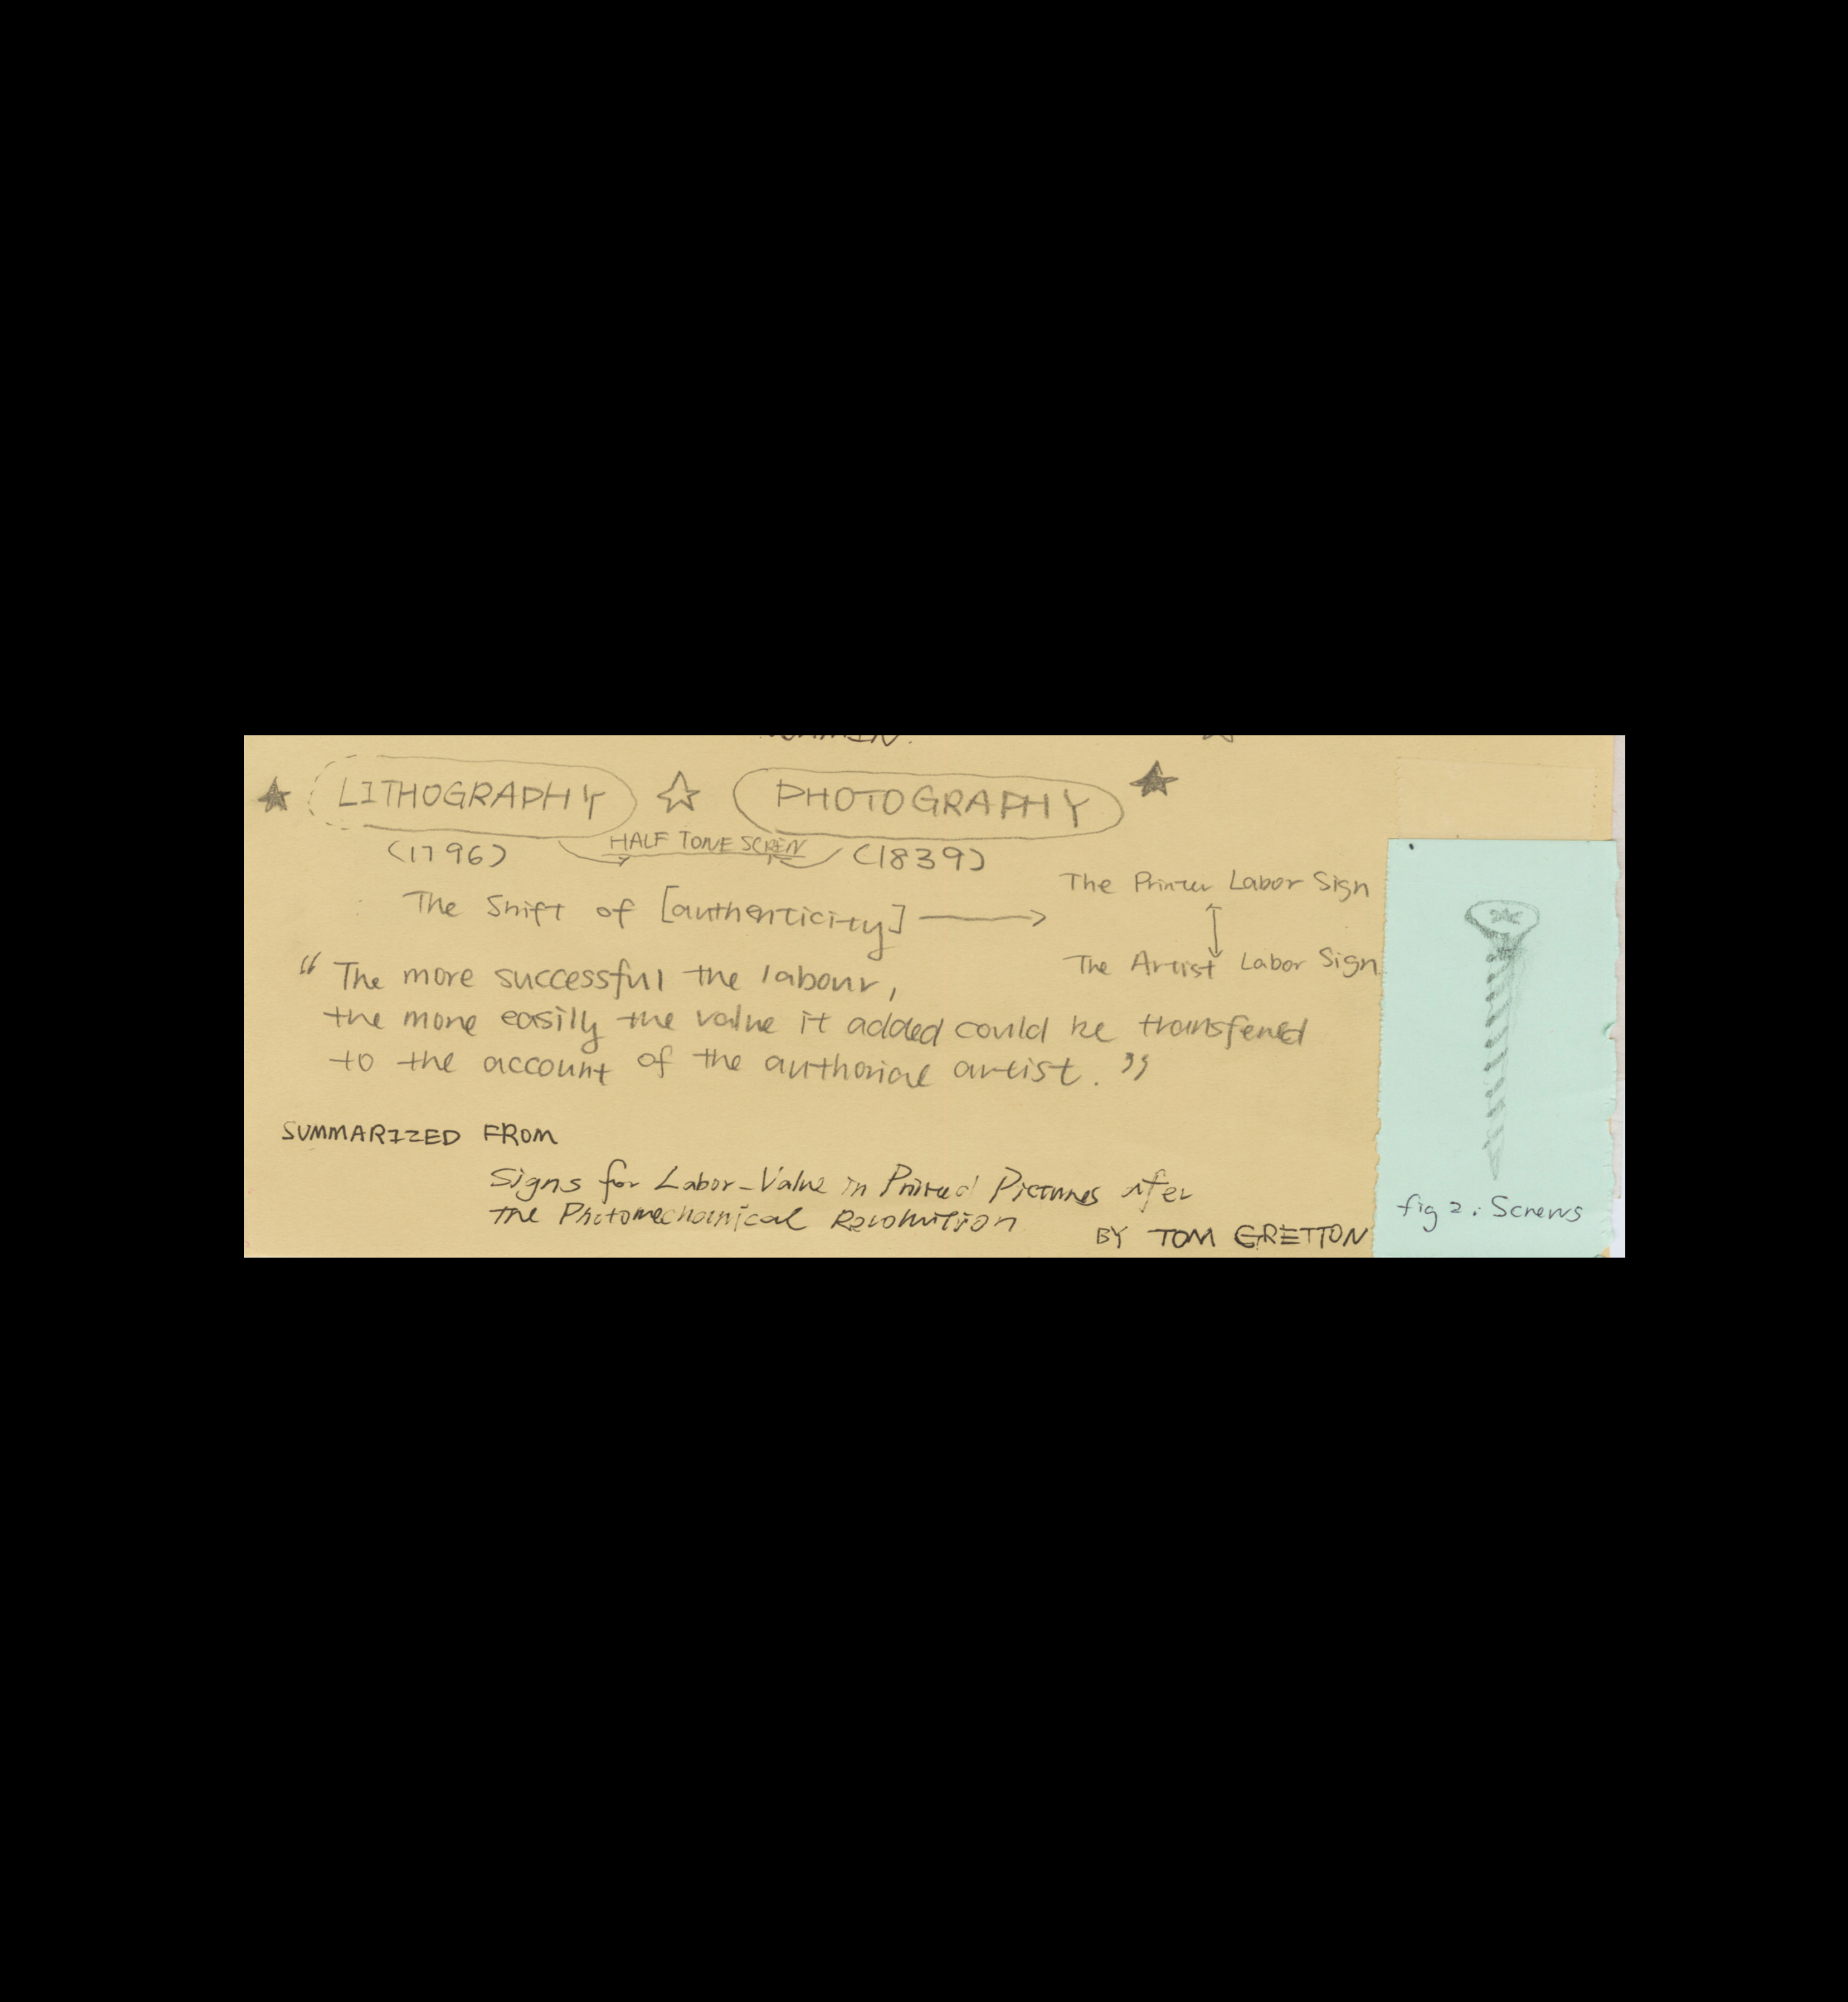 LITHOGRAPHY PHOTOGRAPHY
HALF TONE SCREN
(1796) (1839)
The Shift of [authenticity]
The Printer Labor Sign
The Artist Labor Sign
“ The more successful the labour,
the more easily the value it added could be transfered
to the account of the authorial artist. ”
SUMMARIZED FROM
Signs for Labor-Value in Printed Pictures after
the Photomechanical Revolution
BY TOM GRETTON
fig 2: Screws